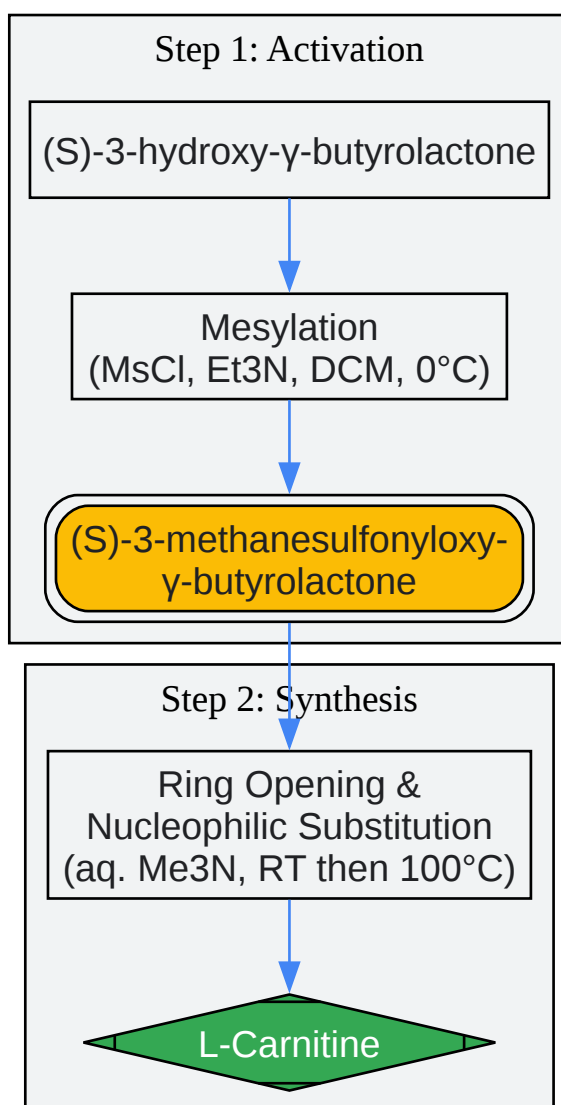 Step 1: Activation
(S)-3-hydroxy-γ-butyrolactone
Mesylation
(MsCl, Et3N, DCM, 0°C)
(S)-3-methanesulfonyloxy-
γ-butyrolactone
Step 2: Synthesis
Ring Opening &
Nucleophilic Substitution
(aq. Me3N, RT then 100°C)
L-Carnitine